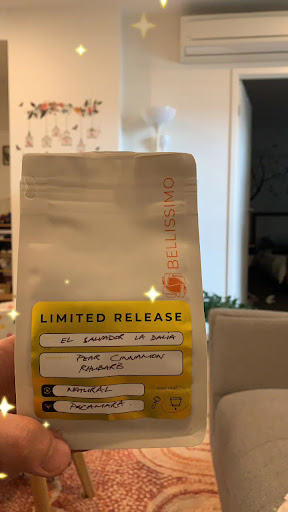 BELLISSIMO
LIMITED RELEASE
EL SALVADOR LA DALIA
PEAR CINNAMON
RHUBARB
NATURAL
PACAMARA